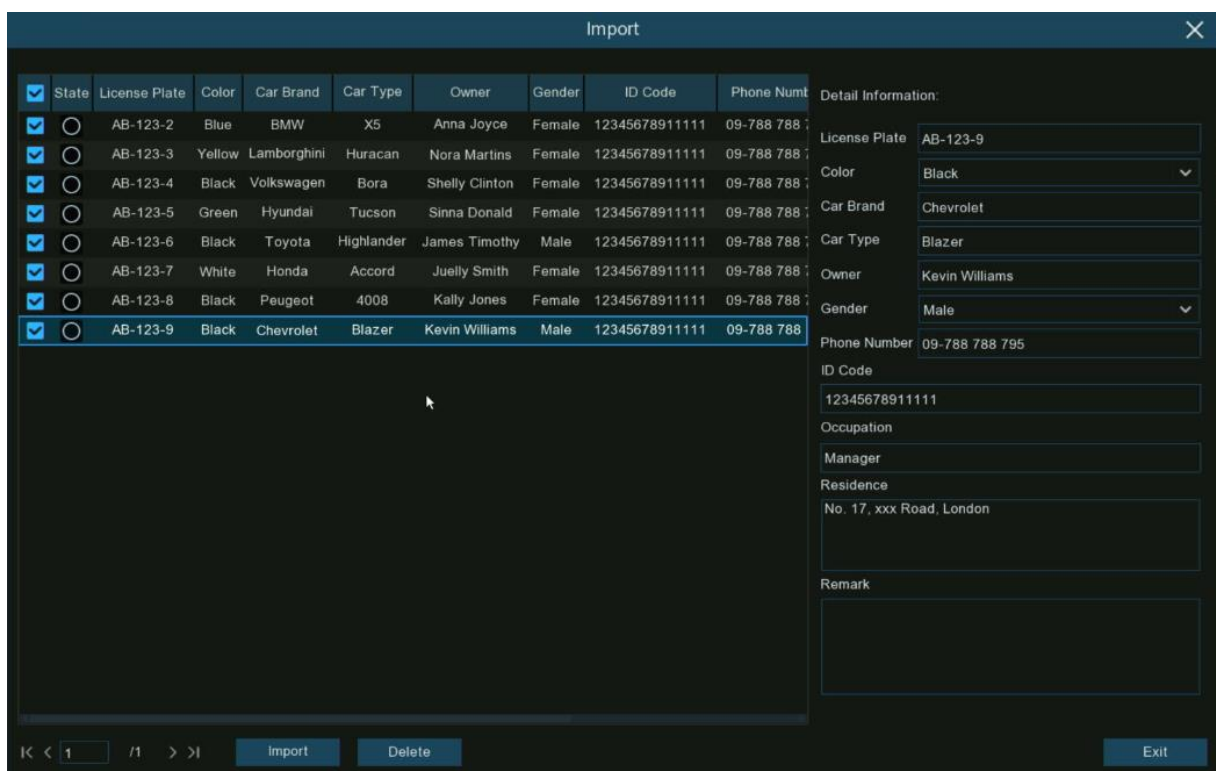 Import
State License Plate Color Car Brand Car Type Owner Gender ID Code Phone Numb
AB-123-2 Blue BMW X5 Anna Joyce Female 12345678911111 09-788 788
AB-123-3 Yellow Lamborghini Huracan Nora Martins Female 12345678911111 09-788 788
AB-123-4 Black Volkswagen Bora Shelly Clinton Female 12345678911111 09-788 788
AB-123-5 Green Hyundai Tucson Sinna Donald Female 12345678911111 09-788 788
AB-123-6 Black Toyota Highlander James Timothy Male 12345678911111 09-788 788
AB-123-7 White Honda Accord Juelly Smith Female 12345678911111 09-788 788
AB-123-8 Black Peugeot 4008 Kally Jones Female 12345678911111 09-788 788
AB-123-9 Black Chevrolet Blazer Kevin Williams Male 12345678911111 09-788 788
Detail Information:
License Plate AB-123-9
Color Black
Car Brand Chevrolet
Car Type Blazer
Owner Kevin Williams
Gender Male
Phone Number 09-788 788 795
ID Code
12345678911111
Occupation
Manager
Residence
No. 17, xxx Road, London
Remark
1 /1 Import Delete Exit